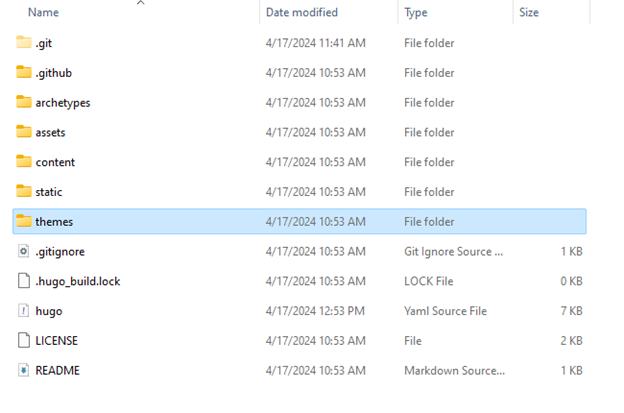 Name Date modified Type Size
.git 4/17/2024 11:41 AM File folder
.github 4/17/2024 10:53 AM File folder
archetypes 4/17/2024 10:53 AM File folder
assets 4/17/2024 10:53 AM File folder
content 4/17/2024 10:53 AM File folder
static 4/17/2024 10:53 AM File folder
themes 4/17/2024 10:53 AM File folder
.gitignore 4/17/2024 10:53 AM Git Ignore Source ... 1 KB
.hugo_build.lock 4/17/2024 10:53 AM LOCK File 0 KB
hugo 4/17/2024 12:53 PM Yaml Source File 7 KB
LICENSE 4/17/2024 10:53 AM File 2 KB
README 4/17/2024 10:53 AM Markdown Source... 1 KB